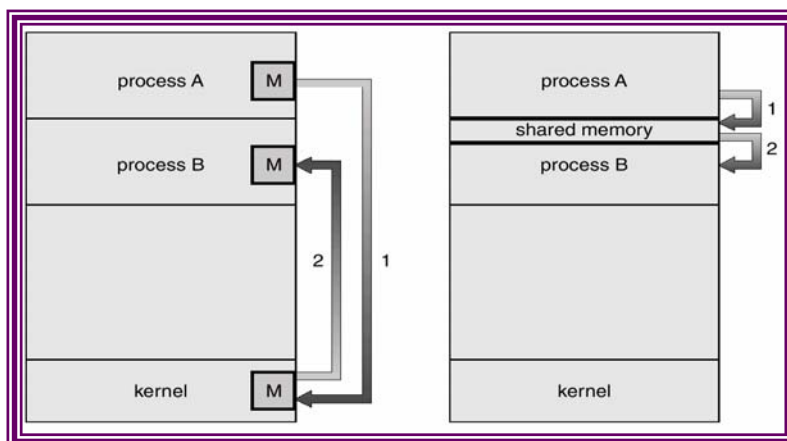 process A
M
process B
M
2
1
kernel
M
process A
1
shared memory
2
process B
kernel